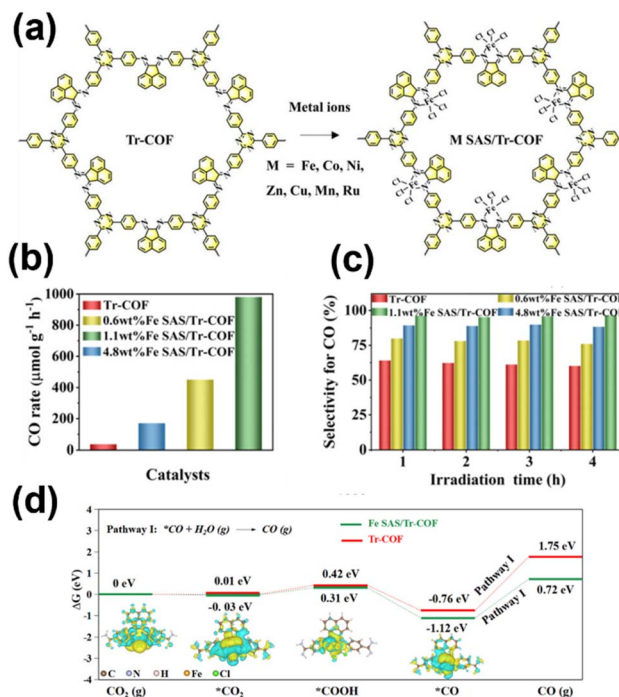 (a)
Tr-COF
Metal ions
M = Fe, Co, Ni,
Zn, Cu, Mn, Ru
M SAS/Tr-COF
(b)
CO rate (μmol g⁻¹ h⁻¹)
1000
800
600
400
200
0
Tr-COF
0.6wt%Fe SAS/Tr-COF
1.1wt%Fe SAS/Tr-COF
4.8wt%Fe SAS/Tr-COF
Catalysts
(c)
Selectivity for CO (%)
100
75
50
25
0
Tr-COF 0.6wt%Fe SAS/Tr-COF
1.1wt%Fe SAS/Tr-COF 4.8wt%Fe SAS/Tr-COF
1 2 3 4
Irradiation time (h)
(d)
ΔG (eV)
4
3
2
1
0
-1
-2
-3
-4
Pathway I: *CO + H₂O (g) → CO (g)
Fe SAS/Tr-COF
Tr-COF
0 eV
0.01 eV
-0.03 eV
0.42 eV
0.31 eV
-0.76 eV
-1.12 eV
Pathway I
Pathway I
1.75 eV
0.72 eV
C N H Fe Cl
CO₂ (g) *CO₂ *COOH *CO CO (g)